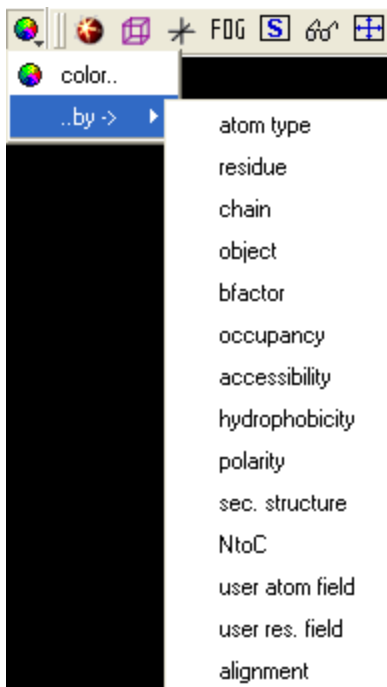 FOG S
color..
..by ->
atom type
residue
chain
object
bfactor
occupancy
accessibility
hydrophobicity
polarity
sec. structure
NtoC
user atom field
user res. field
alignment